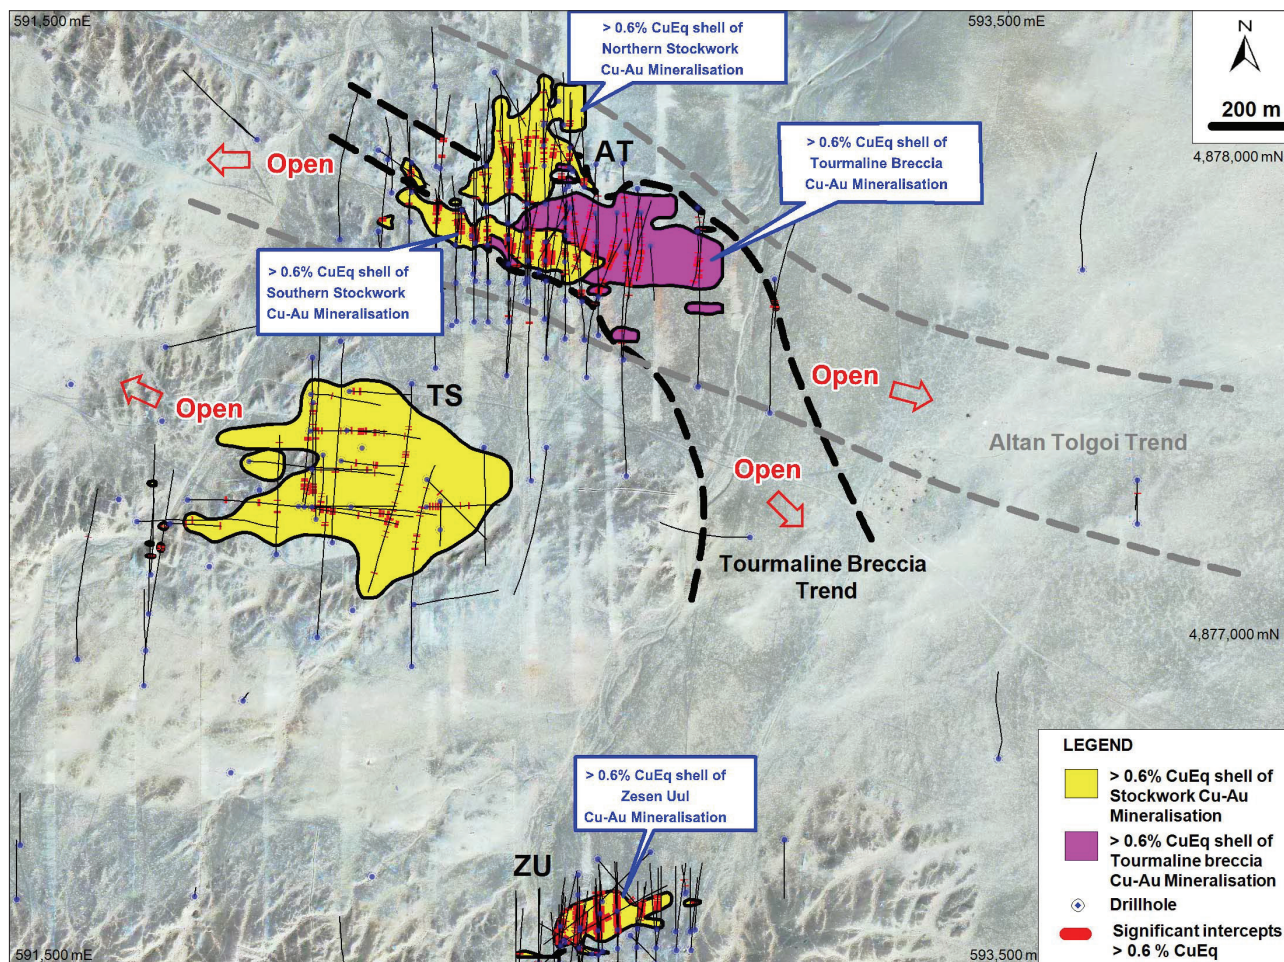 591,500 mE
593,500 mE
N
200 m
4,878,000 mN
> 0.6% CuEq shell of
Northern Stockwork
Cu-Au Mineralisation
> 0.6% CuEq shell of
Tourmaline Breccia
Cu-Au Mineralisation
AT
Open
> 0.6% CuEq shell of
Southern Stockwork
Cu-Au Mineralisation
TS
Open
Open
Altan Tolgoi Trend
Open
Tourmaline Breccia
Trend
4,877,000 mN
> 0.6% CuEq shell of
Zesen Uul
Cu-Au Mineralisation
ZU
LEGEND
> 0.6% CuEq shell of
Stockwork Cu-Au
Mineralisation
> 0.6% CuEq shell of
Tourmaline breccia
Cu-Au Mineralisation
Drillhole
Significant intercepts
> 0.6 % CuEq
591,500 mE
593,500 mE